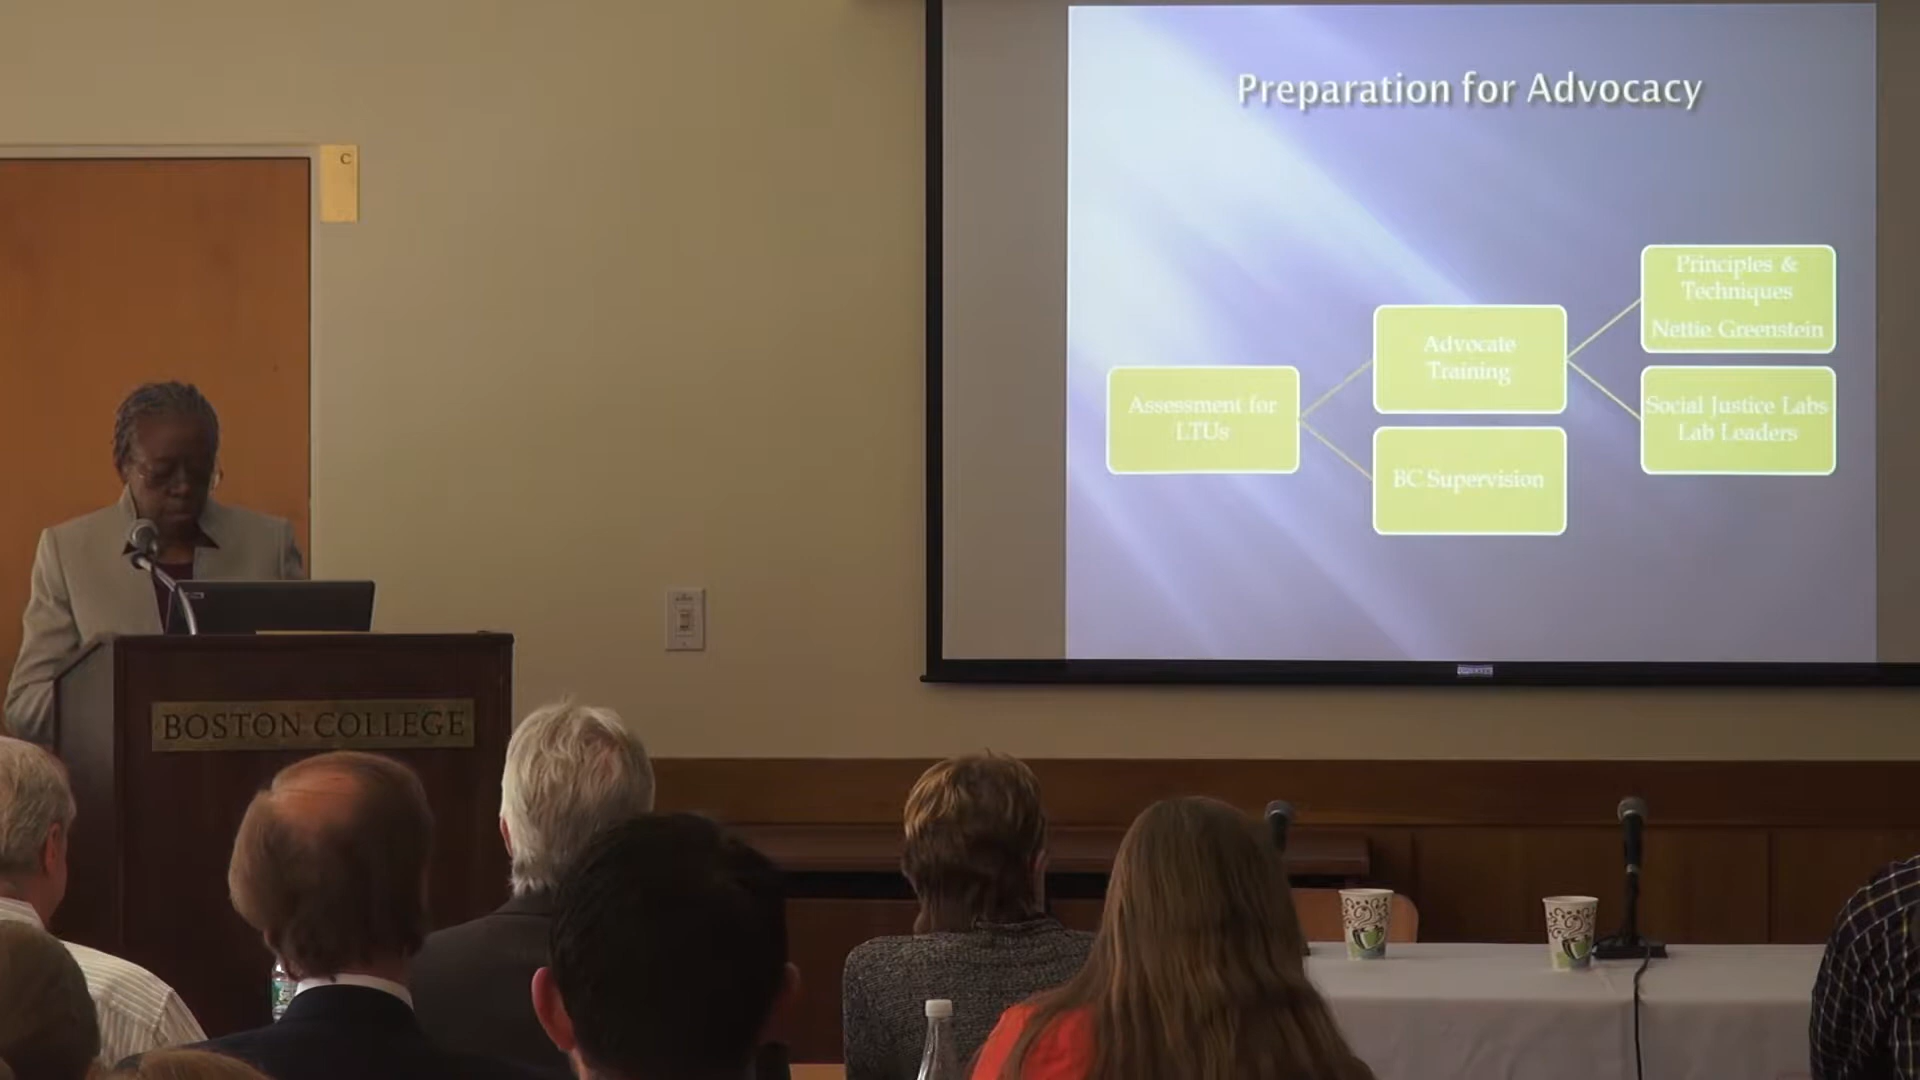 C
Preparation for Advocacy
Principles &
Techniques
Nettie Greenstein
Advocate
Training
Assessment for
LTUs
Social Justice Labs
Lab Leaders
BC Supervision
BOSTON COLLEGE